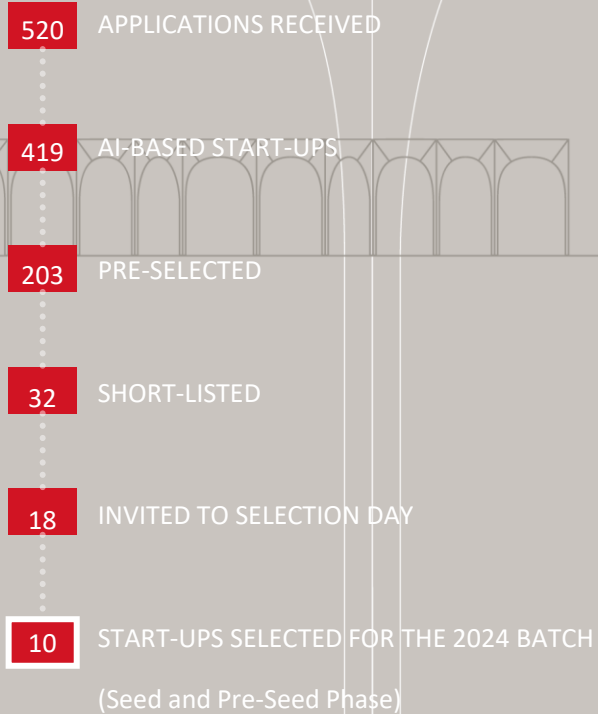 520 APPLICATIONS RECEIVED
419 AI-BASED START-UPS
203 PRE-SELECTED
32 SHORT-LISTED
18 INVITED TO SELECTION DAY
10 START-UPS SELECTED FOR THE 2024 BATCH
(Seed and Pre-Seed Phase)